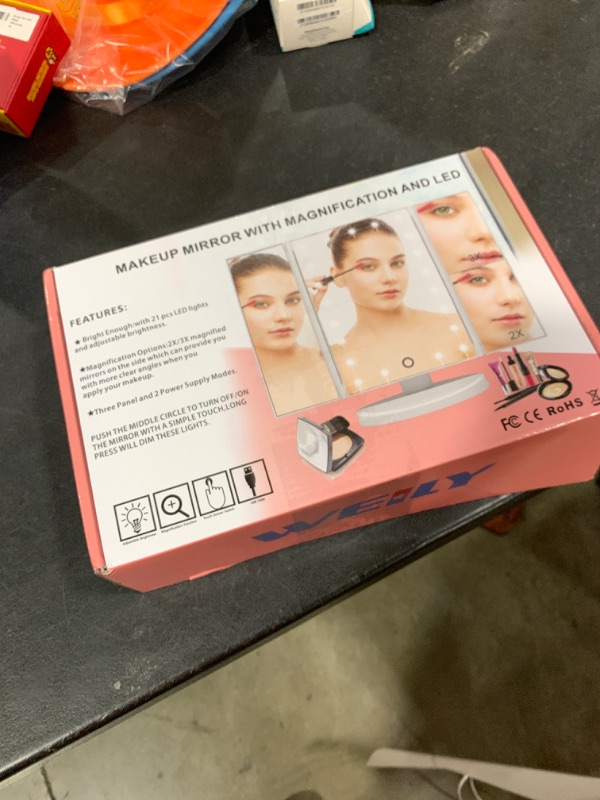 MAKEUP MIRROR WITH MAGNIFICATION AND LED
FEATURES:
★ Bright Enough:with 21 pcs LED lights
and adjustable brightness.
★Magnification Options:2X/3X magnified
mirrors on the side which can provide you
with more clear angles when you
apply your makeup.
★Three Panel and 2 Power Supply Modes.
PUSH THE MIDDLE CIRCLE TO TURN OFF/ON
THE MIRROR WITH A SIMPLE TOUCH,LONG
PRESS WILL DIM THESE LIGHTS.
3X
2X
FC CE RoHS
Adjustable Brightness
WEILY